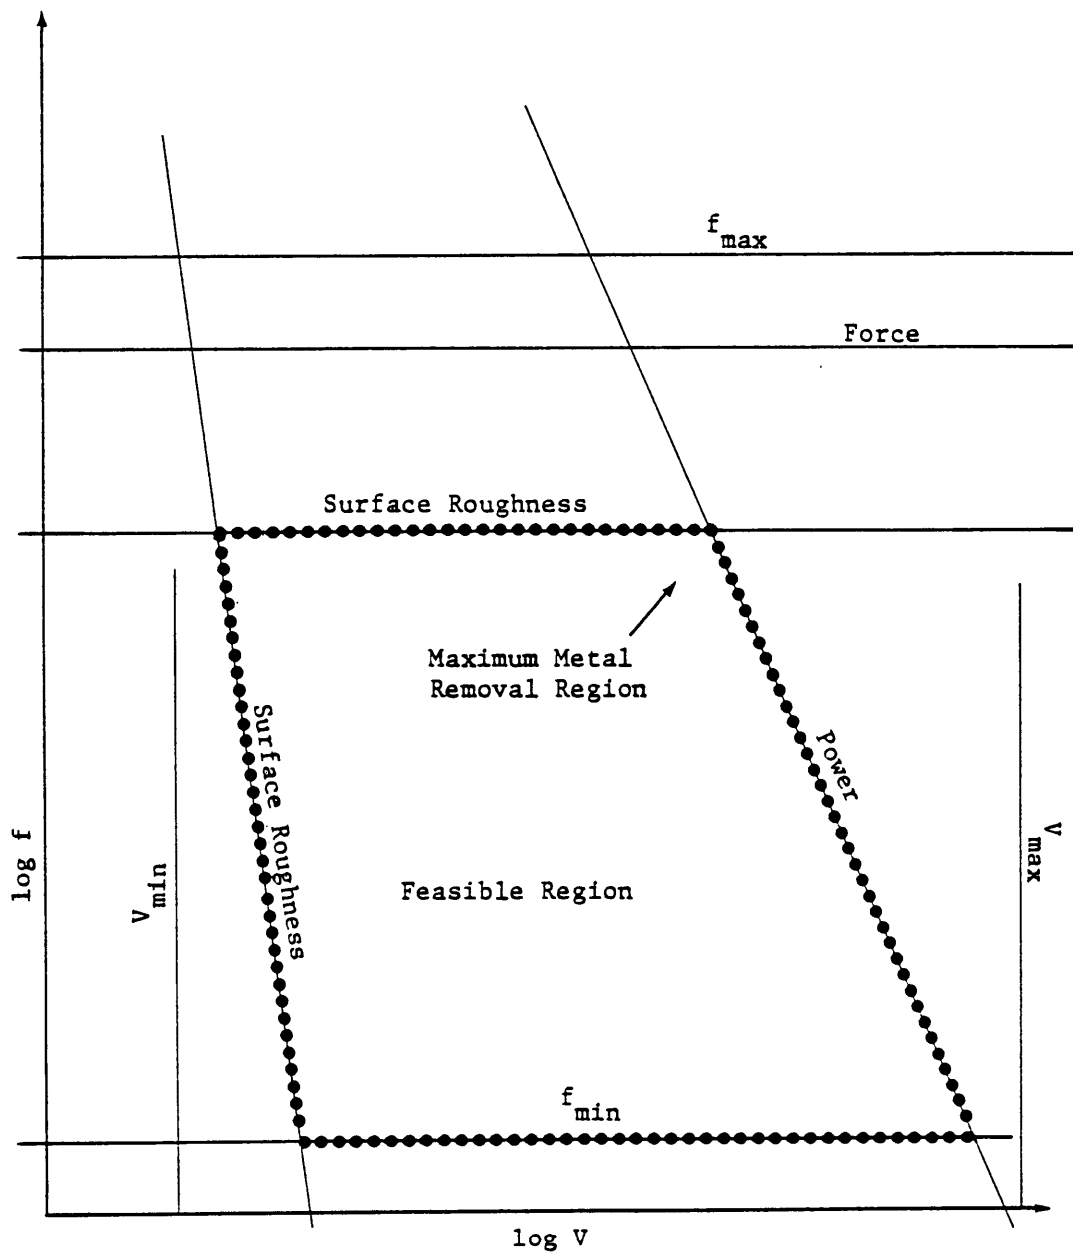 f max
Force
Surface Roughness
Maximum Metal
Removal Region
Surface Roughness
Power
V max
log f
V min
Feasible Region
f min
log V